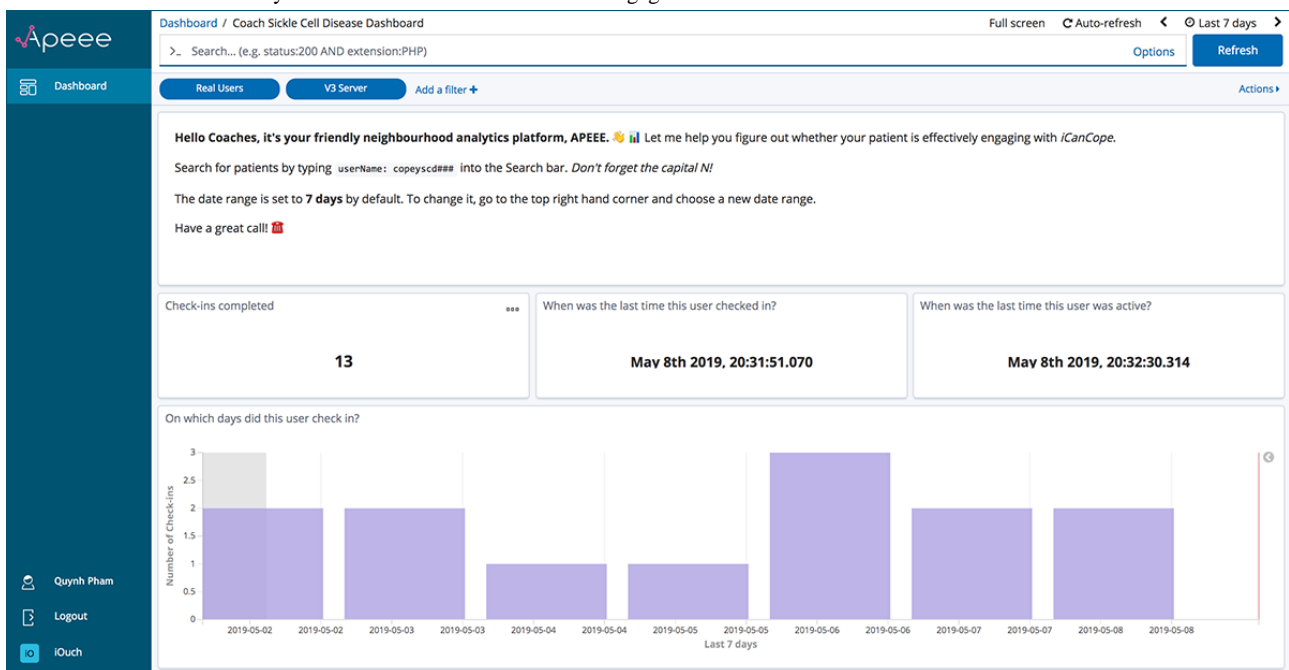 Apeee
Dashboard / Coach Sickle Cell Disease Dashboard
Full screen Auto-refresh Last 7 days
>_ Search... (e.g. status:200 AND extension:PHP) Options Refresh
Dashboard
Real Users V3 Server Add a filter + Actions
Hello Coaches, it's your friendly neighbourhood analytics platform, APEEE. 👋 📊 Let me help you figure out whether your patient is effectively engaging with iCanCope.
Search for patients by typing userName: copeyscd### into the Search bar. Don't forget the capital N!
The date range is set to 7 days by default. To change it, go to the top right hand corner and choose a new date range.
Have a great call! ☎
Check-ins completed
13
When was the last time this user checked in?
May 8th 2019, 20:31:51.070
When was the last time this user was active?
May 8th 2019, 20:32:30.314
On which days did this user check in?
Number of Check-ins
3
2.5
2
1.5
1
0.5
0
2019-05-02 2019-05-02 2019-05-03 2019-05-03 2019-05-04 2019-05-04 2019-05-05 2019-05-05 2019-05-06 2019-05-06 2019-05-07 2019-05-07 2019-05-08 2019-05-08
Last 7 days
Quynh Pham
Logout
iO iOuch